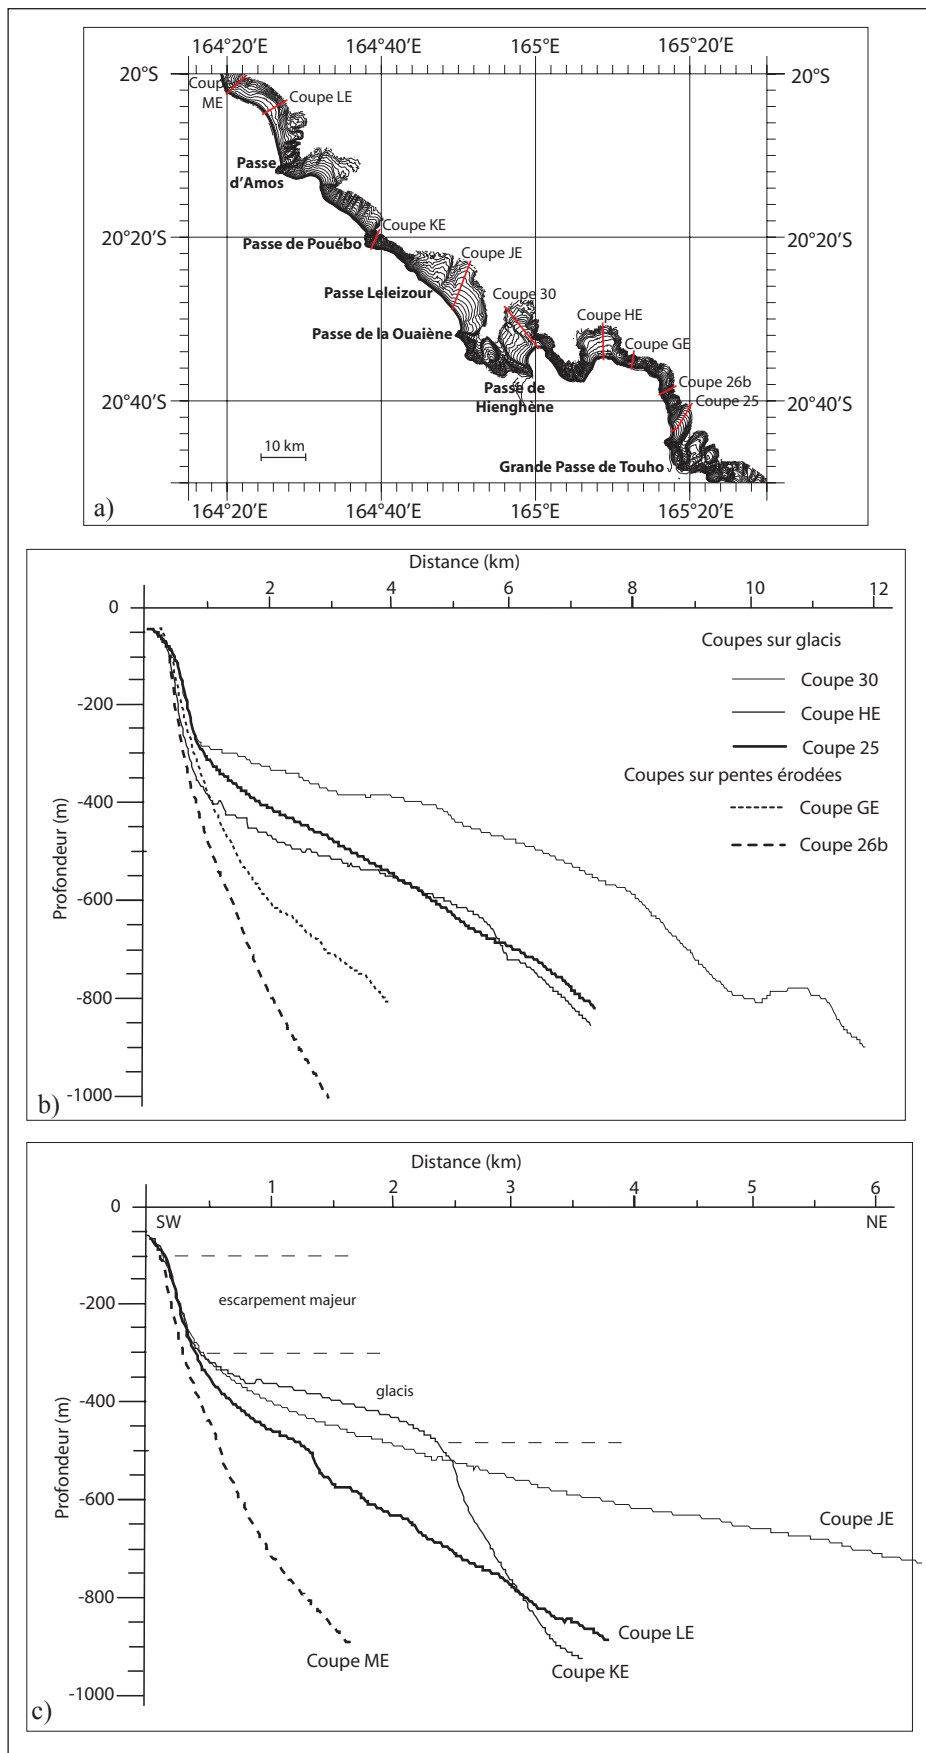 164°20'E 164°40'E 165°E 165°20'E
20°S 20°S
Coupe
ME
Coupe LE
Passe
d'Amos
Coupe KE
20°20'S 20°20'S
Passe de Pouébo
Coupe JE
Passe Leleizour
Coupe 30
Coupe HE
Passe de la Ouaiène
Coupe GE
Coupe 26b
Passe de
Hienghène
20°40'S 20°40'S
Coupe 25
10 km
Grande Passe de Touho
164°20'E 164°40'E 165°E 165°20'E
a)
Distance (km)
2 4 6 8 10 12
0
-200
-400
-600
-800
-1000
Profondeur (m)
Coupes sur glacis
Coupe 30
Coupe HE
Coupe 25
Coupes sur pentes érodées
Coupe GE
Coupe 26b
b)
Distance (km)
1 2 3 4 5 6
0
SW NE
-200
-400
-600
-800
-1000
Profondeur (m)
escarpement majeur
glacis
Coupe JE
Coupe LE
Coupe ME
Coupe KE
c)